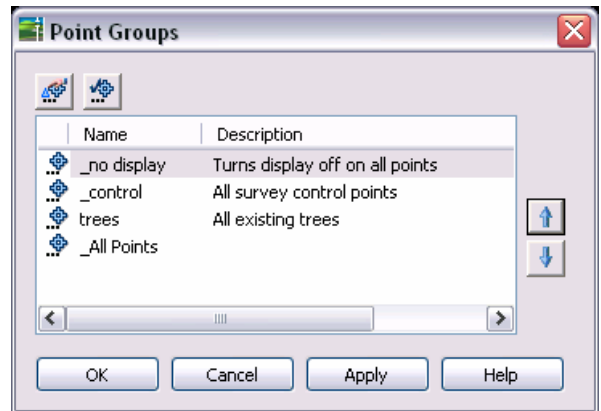 Point Groups
Name Description
_no display Turns display off on all points
_control All survey control points
trees All existing trees
_All Points
OK Cancel Apply Help